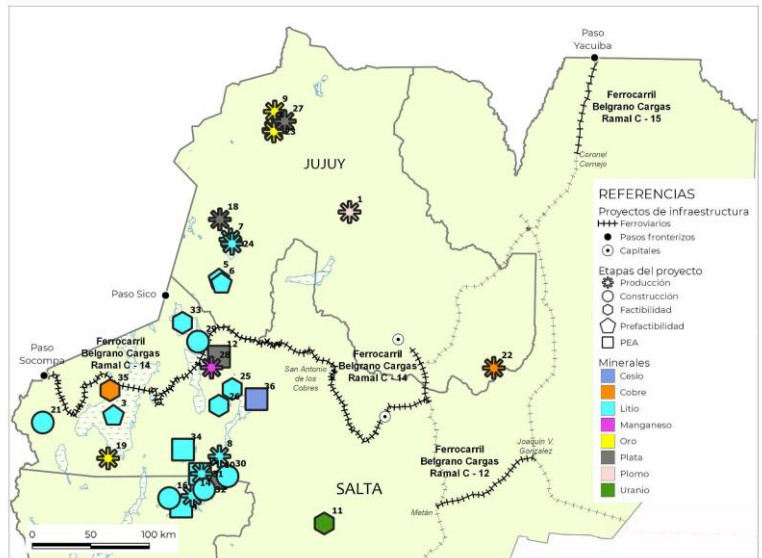 Paso
Yacuiba
Ferrocarril
Belgrano Cargas
Ramal C - 15
9
27
23
JUJUY
Coronel
Cornejo
1
18
7
24
5
6
Paso Sico
33
29
12
28
Paso
Socompa
Ferrocarril
Belgrano Cargas
Ramal C - 14
35
San Antonio
de los
Cobres
Ferrocarril
Belgrano Cargas
Ramal C - 14
22
25
26
36
3
21
19
34
8
30
32
Ferrocarril
Belgrano Cargas
Ramal C - 12
Joaquín V.
Gonzalez
Metán
SALTA
11
0 50 100 km
REFERENCIAS
Proyectos de infraestructura
Ferroviarios
Pasos fronterizos
Capitales
Etapas del proyecto
Producción
Construcción
Factibilidad
Prefactibilidad
PEA
Minerales
Cesio
Cobre
Litio
Manganeso
Oro
Plata
Plomo
Uranio